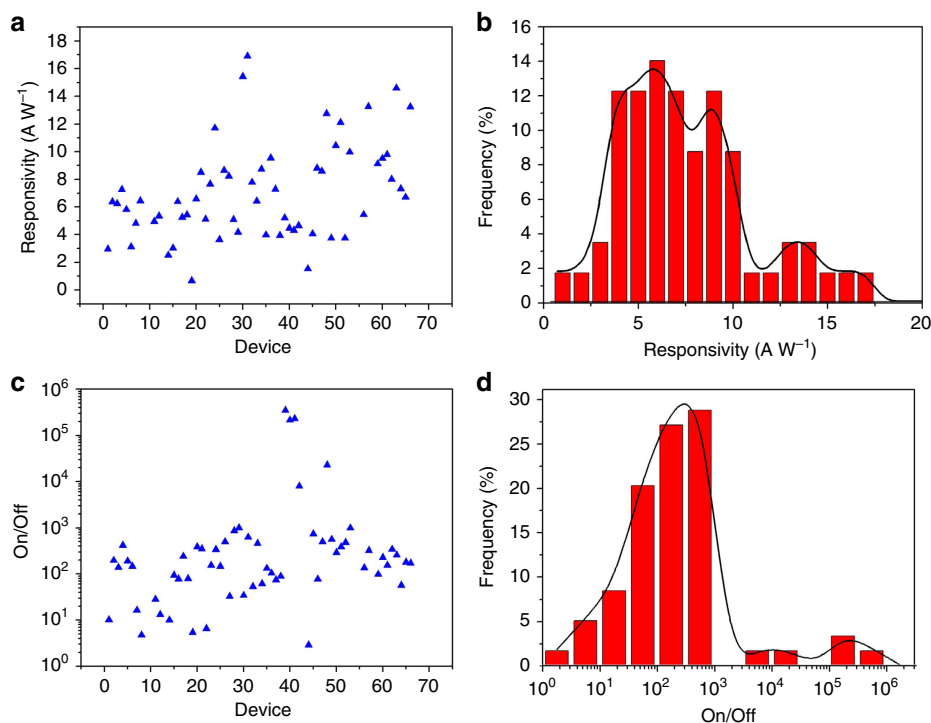 a
18
16
14
12
10
8
6
4
2
0
Responsivity (A W⁻¹)
0 10 20 30 40 50 60 70
Device
b
16
14
12
10
8
6
4
2
0
Frequency (%)
0 5 10 15 20
Responsivity (A W⁻¹)
c
10⁶
10⁵
10⁴
10³
10²
10¹
10⁰
On/Off
0 10 20 30 40 50 60 70
Device
d
30
25
20
15
10
5
0
Frequency (%)
10⁰ 10¹ 10² 10³ 10⁴ 10⁵ 10⁶
On/Off